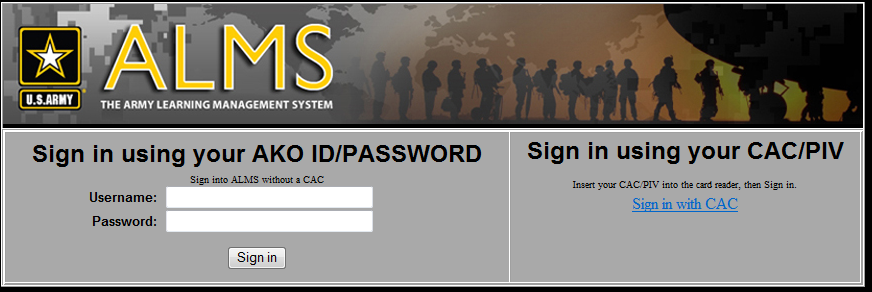 ALMS
U.S.ARMY
THE ARMY LEARNING MANAGEMENT SYSTEM
Sign in using your AKO ID/PASSWORD
Sign into ALMS without a CAC
Username:
Password:
Sign in
Sign in using your CAC/PIV
Insert your CAC/PIV into the card reader, then Sign in.
Sign in with CAC